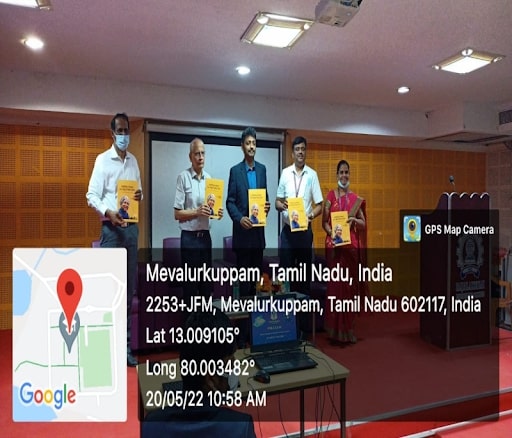 GPS Map Camera
Mevalurkuppam, Tamil Nadu, India
2253+JFM, Mevalurkuppam, Tamil Nadu 602117, India
Lat 13.009105°
Long 80.003482°
20/05/22 10:58 AM
Google